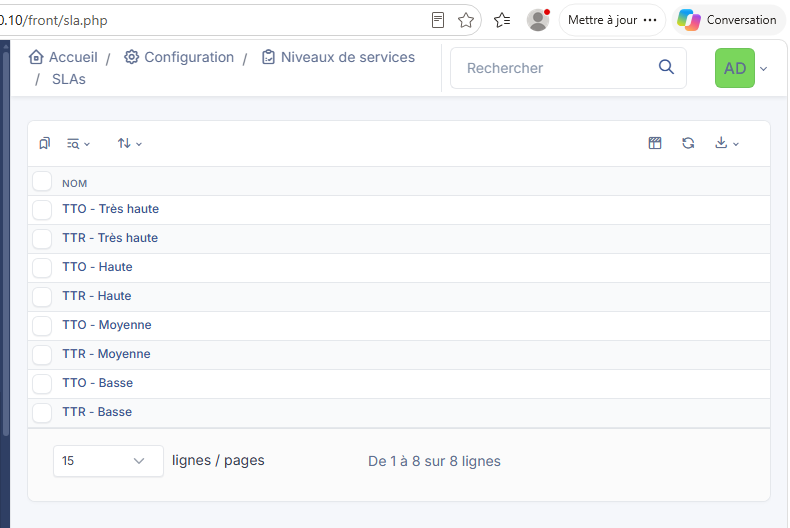 0.10/front/sla.php
Mettre à jour
Conversation
Accueil / Configuration / Niveaux de services
/ SLAs
Rechercher
AD
NOM
TTO - Très haute
TTR - Très haute
TTO - Haute
TTR - Haute
TTO - Moyenne
TTR - Moyenne
TTO - Basse
TTR - Basse
15 lignes / pages De 1 à 8 sur 8 lignes